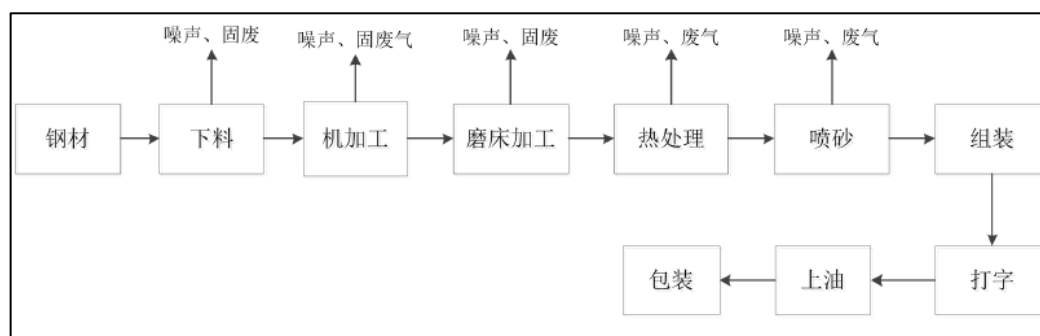 噪声、固废
噪声、固废气
噪声、固废
噪声、废气
噪声、废气
钢材
下料
机加工
磨床加工
热处理
喷砂
组装
包装
上油
打字